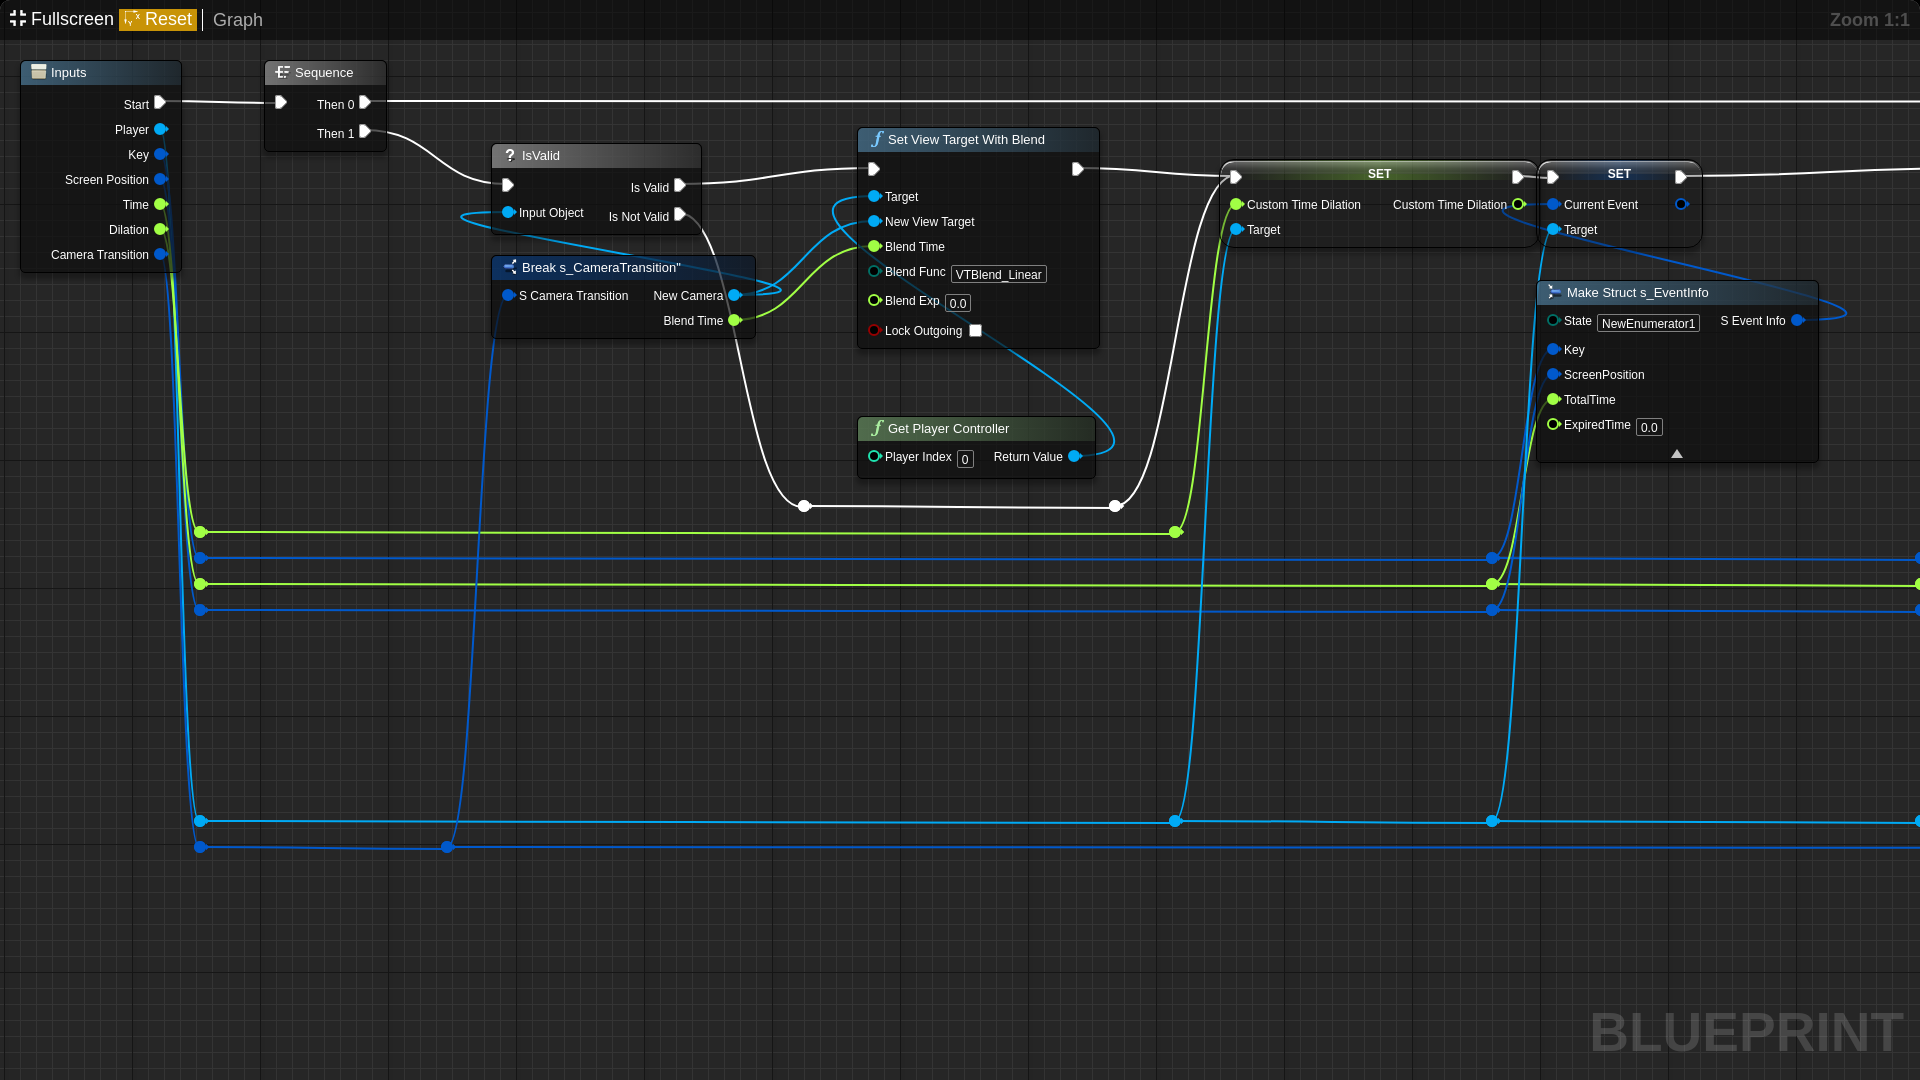 Fullscreen Reset Graph Zoom 1:1
Inputs
Start
Player
Key
Screen Position
Time
Dilation
Camera Transition
Sequence
Then 0
Then 1
? IsValid
Is Valid
Input Object Is Not Valid
Break s_CameraTransition"
S Camera Transition New Camera
Blend Time
f Set View Target With Blend
Target
New View Target
Blend Time
Blend Func VTBlend_Linear
Blend Exp 0.0
Lock Outgoing
f Get Player Controller
Player Index 0 Return Value
SET
Custom Time Dilation Custom Time Dilation
Target
SET
Current Event
Target
Make Struct s_EventInfo
State NewEnumerator1 S Event Info
Key
ScreenPosition
TotalTime
ExpiredTime 0.0
BLUEPRINT